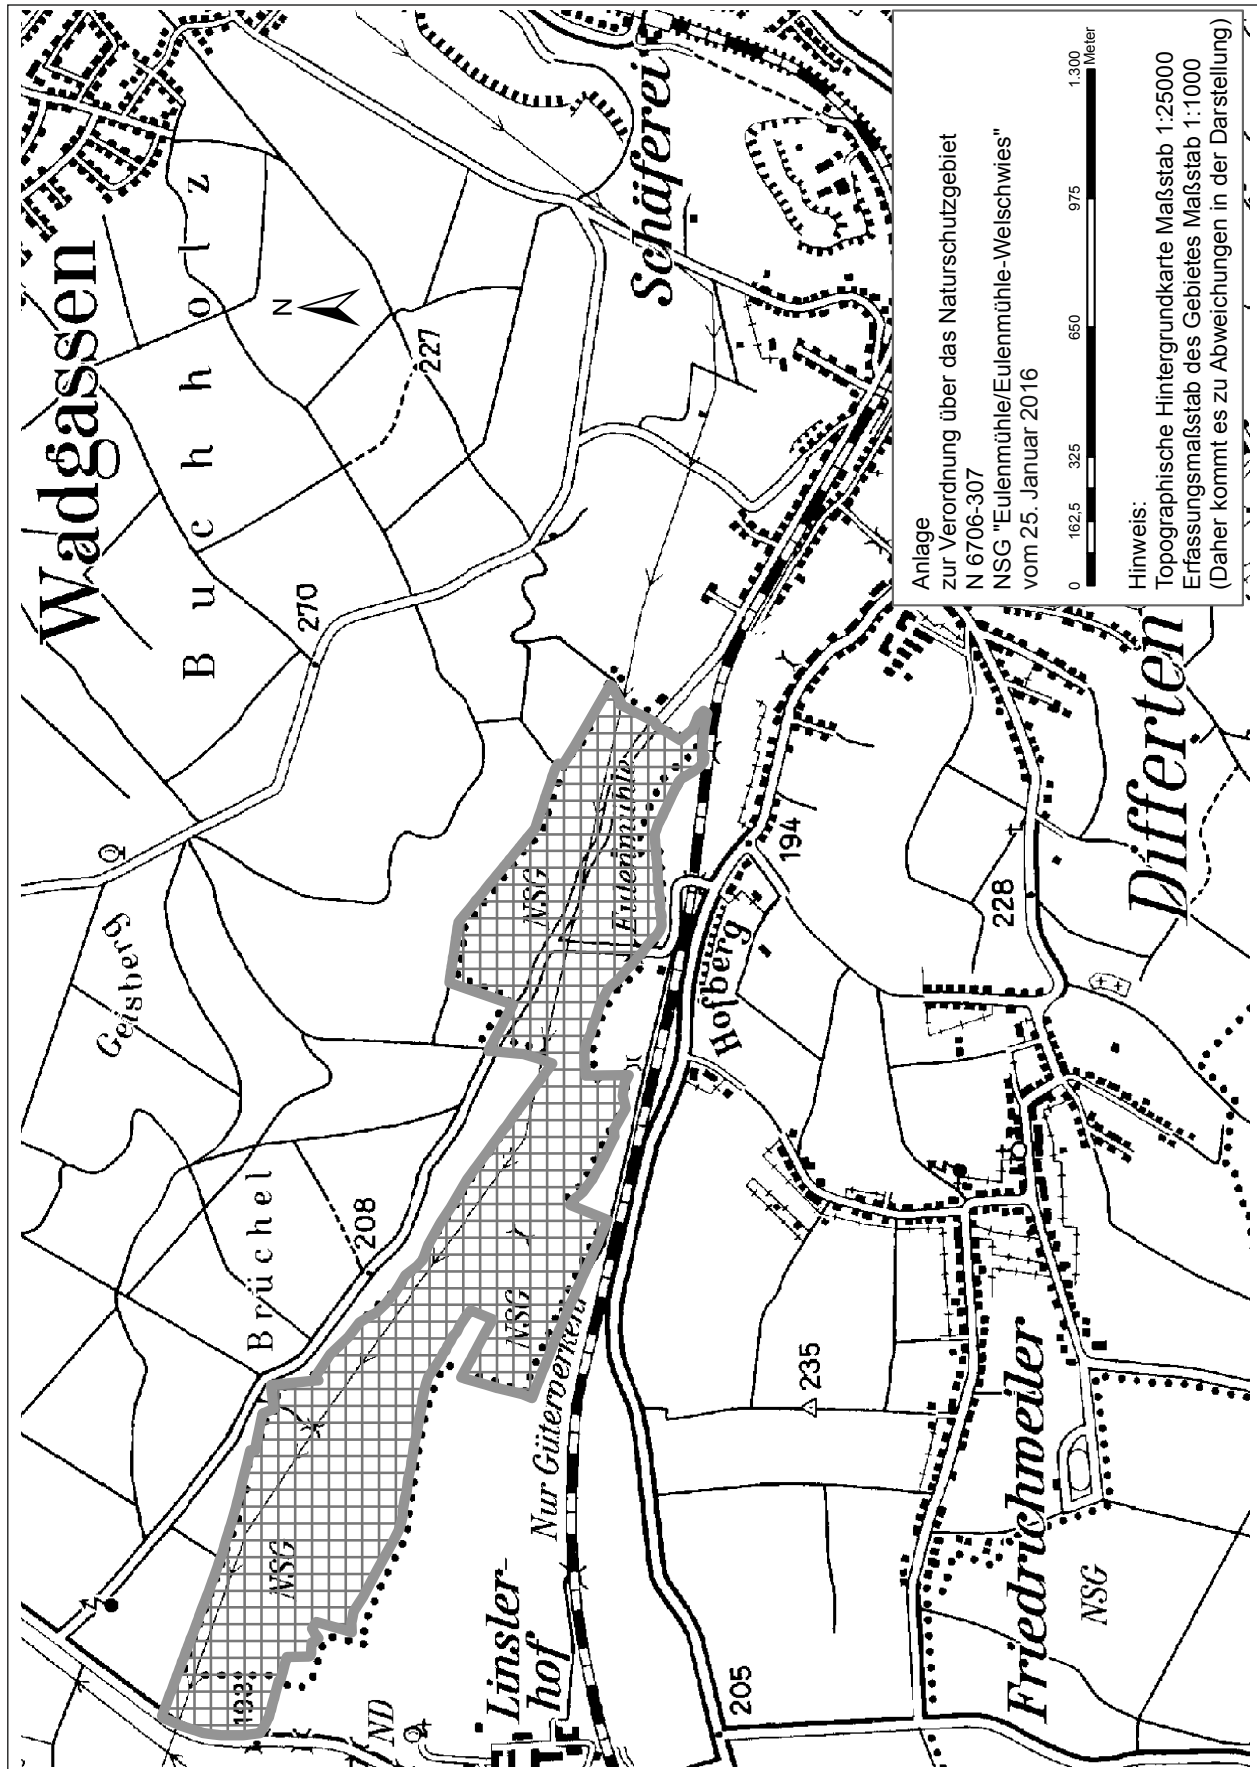 Wadgassen
Buchholz
N
227
270
Schäferei
Geisberg
Brüchel
208
NSG
Eulenmühle
NSG
NSG
193
Hofberg
194
Nur Güterverkehr
Linsler-
hof
ND
205
235
228
Differten
Friedrichweiler
NSG
Anlage
zur Verordnung über das Naturschutzgebiet
N 6706-307
NSG "Eulenmühle/Eulenmühle-Welschwies"
vom 25. Januar 2016
0 162,5 325 650 975 1.300
Meter
Hinweis:
Topographische Hintergrundkarte Maßstab 1:25000
Erfassungsmaßstab des Gebietes Maßstab 1:1000
(Daher kommt es zu Abweichungen in der Darstellung)